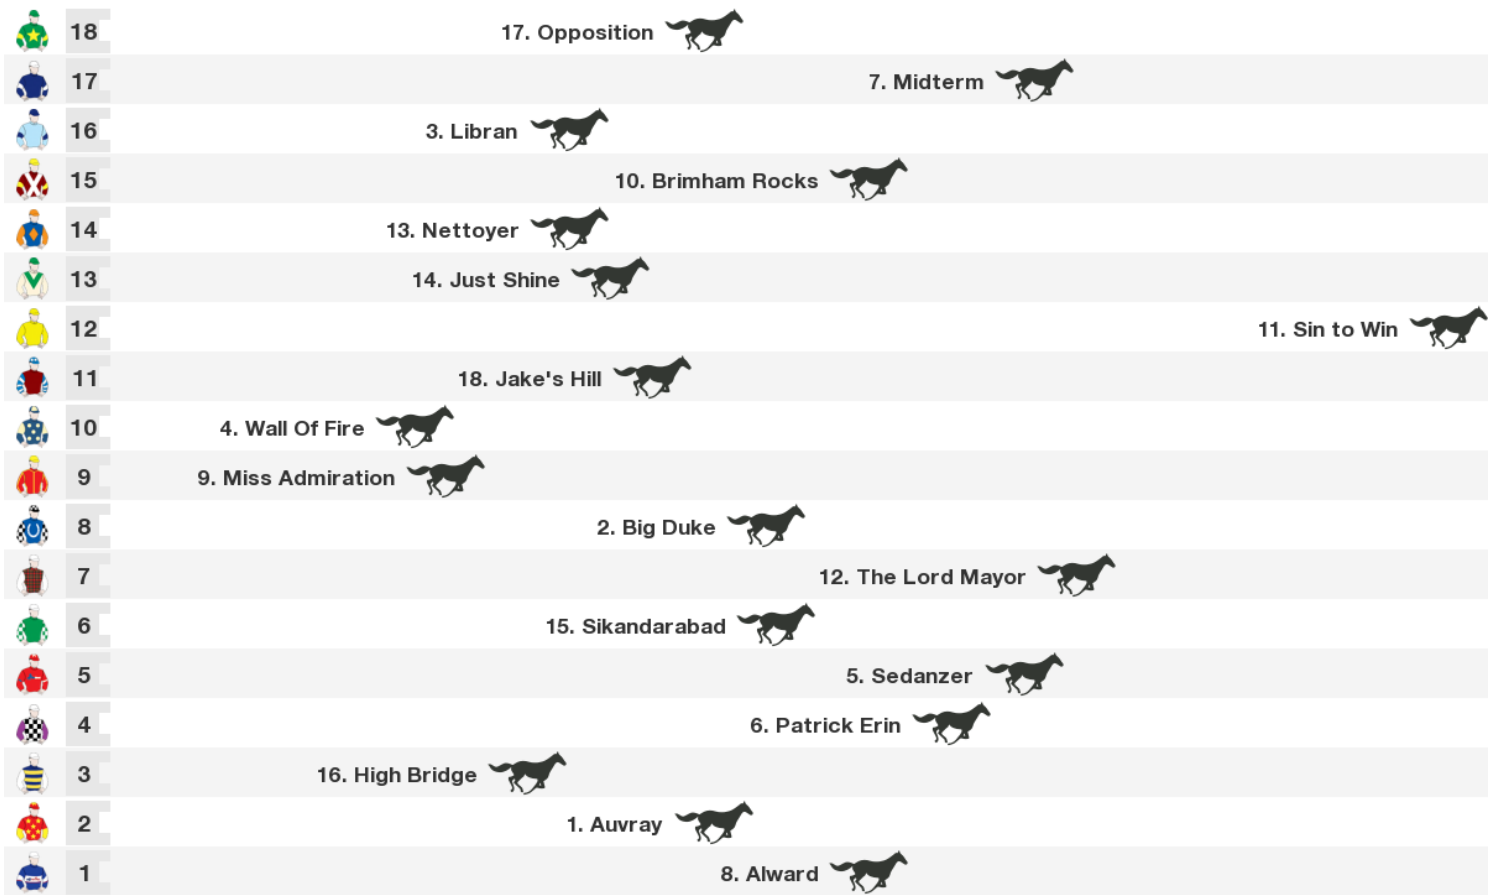 18 17. Opposition
17 7. Midterm
16 3. Libran
15 10. Brimham Rocks
14 13. Nettoyer
13 14. Just Shine
12 11. Sin to Win
11 18. Jake's Hill
10 4. Wall Of Fire
9 9. Miss Admiration
8 2. Big Duke
7 12. The Lord Mayor
6 15. Sikandarabad
5 5. Sedanzer
4 6. Patrick Erin
3 16. High Bridge
2 1. Auvray
1 8. Alward